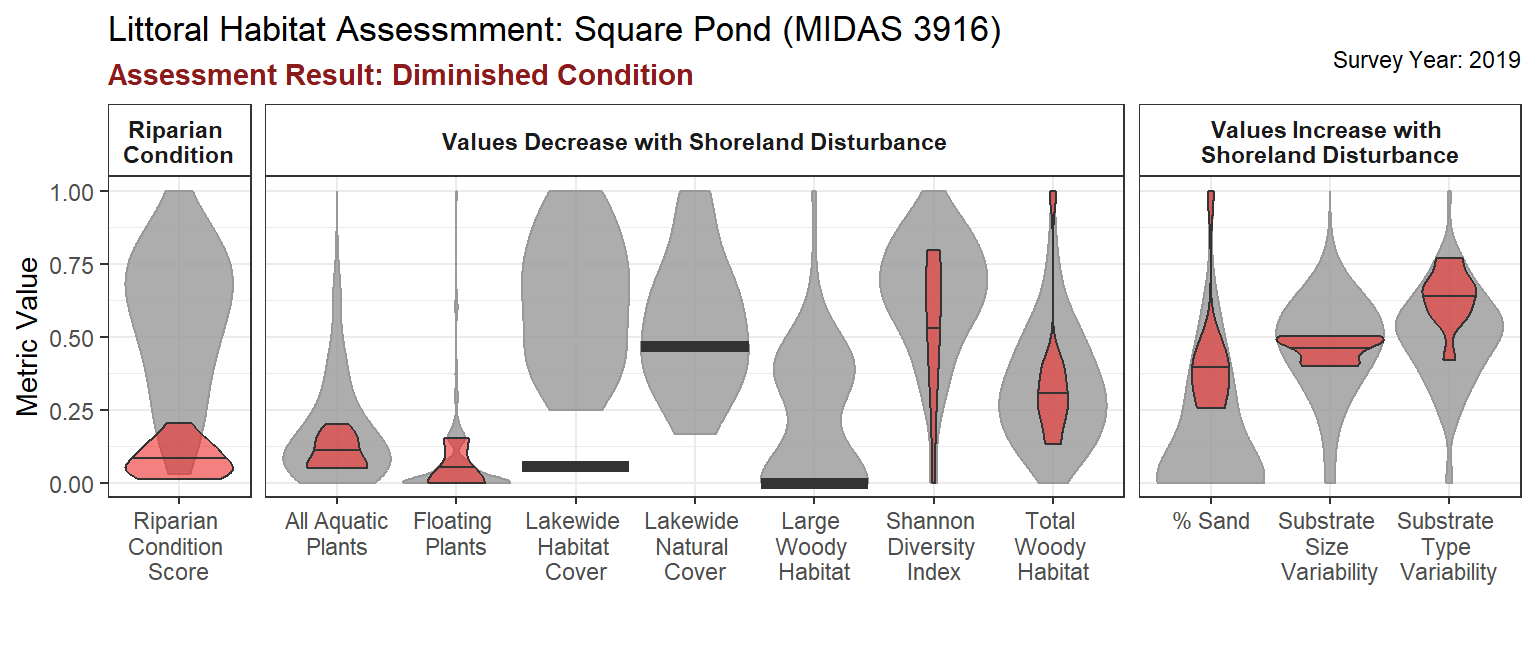 Littoral Habitat Assessmment: Square Pond (MIDAS 3916)
Assessment Result: Diminished Condition
Survey Year: 2019
Riparian
Condition
Values Decrease with Shoreland Disturbance
Values Increase with
Shoreland Disturbance
Metric Value
1.00
0.75
0.50
0.25
0.00
Riparian
Condition
Score
All Aquatic
Plants
Floating
Plants
Lakewide
Habitat
Cover
Lakewide
Natural
Cover
Large
Woody
Habitat
Shannon
Diversity
Index
Total
Woody
Habitat
% Sand
Substrate
Size
Variability
Substrate
Type
Variability